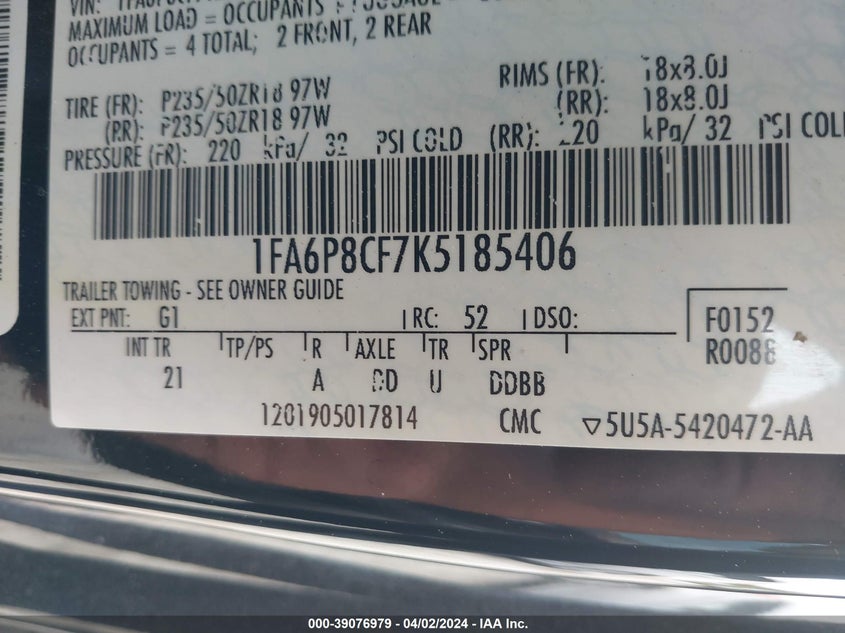 VIN:
MAXIMUM LOAD = OCCUPANTS
OCCUPANTS = 4 TOTAL; 2 FRONT, 2 REAR
TIRE (FR): P235/50ZR18 97W RIMS (FR): 18x8.0J
(RR): P235/50ZR18 97W (RR): 18x8.0J
PRESSURE (FR): 220 kPa/ 32 PSI COLD (RR): 220 kPa/ 32 PSI COL
1FA6P8CF7K5185406
TRAILER TOWING - SEE OWNER GUIDE
EXT PNT: G1 RC: 52 DSO: F0152
INT TR TP/PS R AXLE TR SPR R0088
21 A DD U DDBB
1201905017814 CMC ▽5U5A-5420472-AA
000-39076979 - 04/02/2024 - IAA Inc.